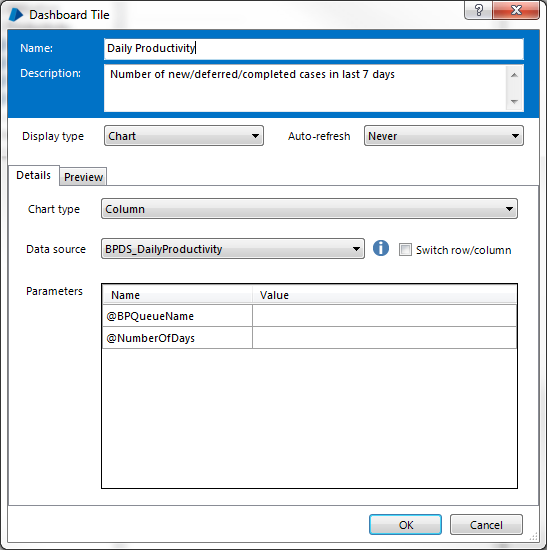 Dashboard Tile
Name: Daily Productivity
Description: Number of new/deferred/completed cases in last 7 days
Display type Chart Auto-refresh Never
Details Preview
Chart type Column
Data source BPDS_DailyProductivity i Switch row/column
Parameters Name Value
@BPQueueName
@NumberOfDays
OK Cancel